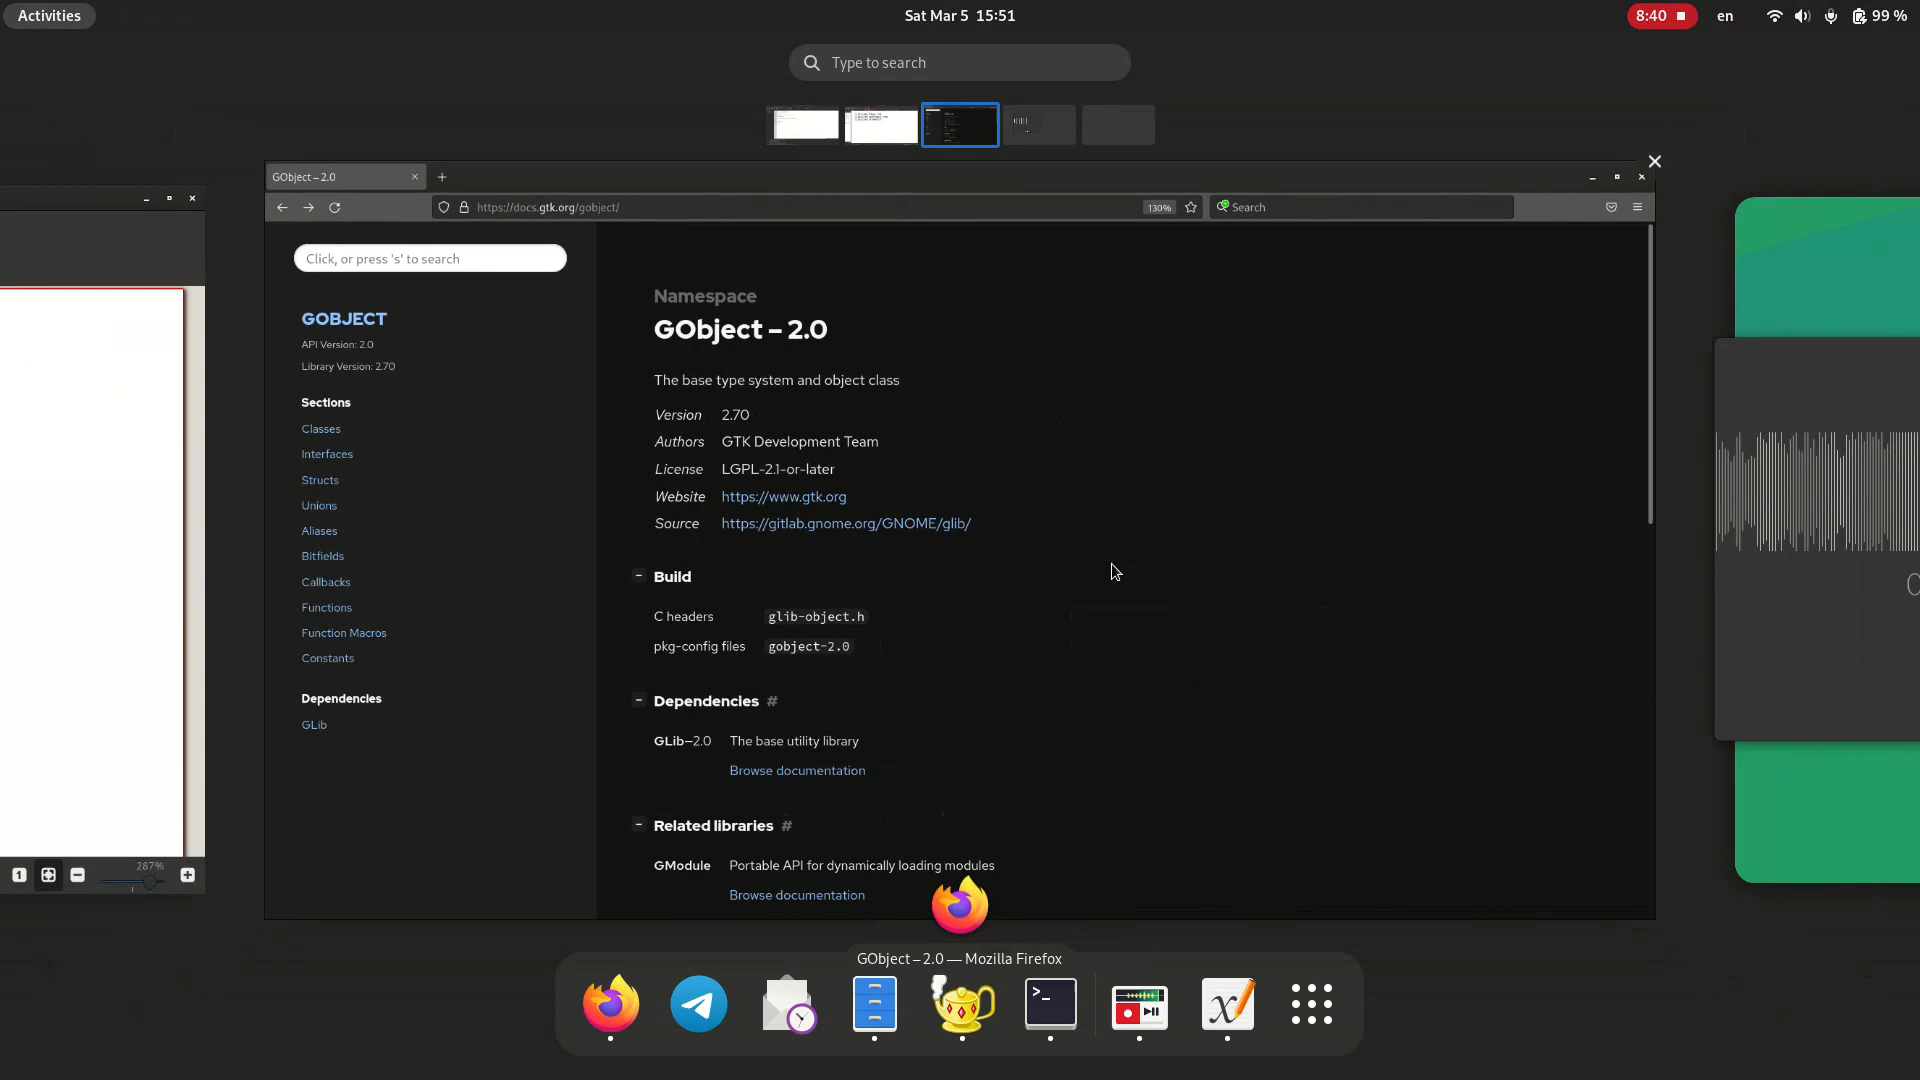 Activities
Sat Mar 5  15:51
8:40
en
99 %
Type to search
GObject – 2.0
https://docs.gtk.org/gobject/
130%
Search
Click, or press 's' to search
GOBJECT
API Version: 2.0
Library Version: 2.70
Sections
Classes
Interfaces
Structs
Unions
Aliases
Bitfields
Callbacks
Functions
Function Macros
Constants
Dependencies
GLib
Namespace
GObject – 2.0
The base type system and object class
Version 2.70
Authors GTK Development Team
License LGPL-2.1-or-later
Website https://www.gtk.org
Source https://gitlab.gnome.org/GNOME/glib/
Build
C headers glib-object.h
pkg-config files gobject-2.0
Dependencies #
GLib—2.0 The base utility library
Browse documentation
Related libraries #
GModule Portable API for dynamically loading modules
Browse documentation
1
287%
GObject – 2.0 — Mozilla Firefox